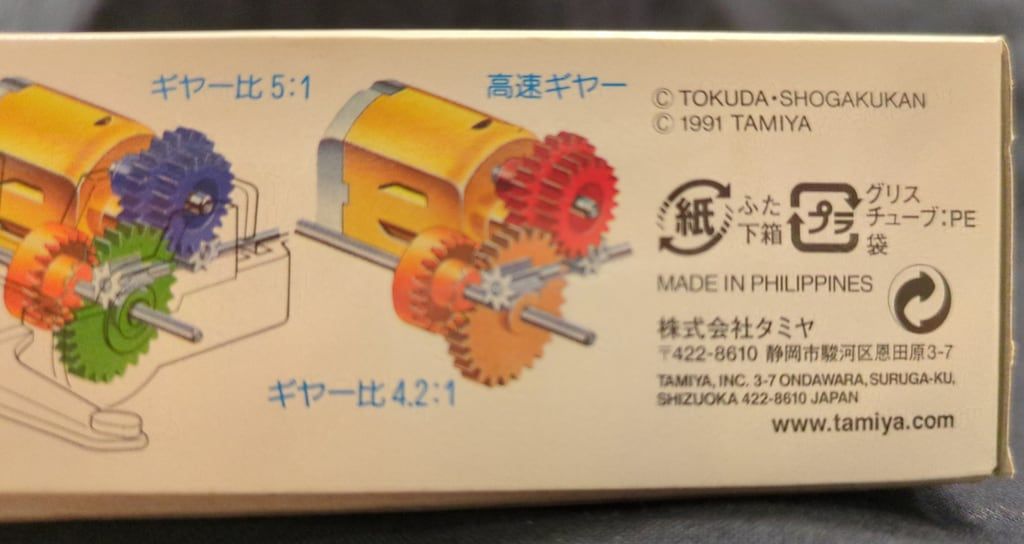 ギヤー比 5:1
高速ギヤー
ギヤー比 4.2:1
© TOKUDA・SHOGAKUKAN
© 1991 TAMIYA
紙
ふた
下箱
プラ
グリス
チューブ:PE
袋
MADE IN PHILIPPINES
株式会社タミヤ
〒422-8610 静岡市駿河区恩田原3-7
TAMIYA, INC. 3-7 ONDAWARA, SURUGA-KU,
SHIZUOKA 422-8610 JAPAN
www.tamiya.com